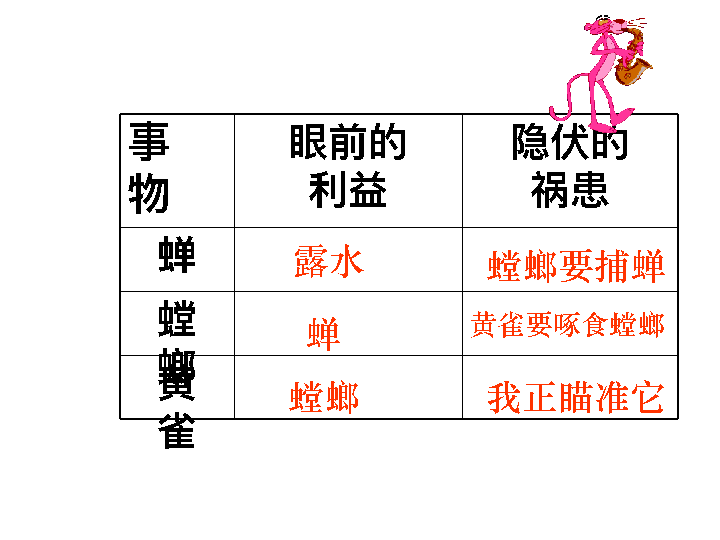 事 眼前的 隐伏的
物 利益 祸患
蝉 露水 螳螂要捕蝉
螳 蝉 黄雀要啄食螳螂
螂
黄 螳螂 我正瞄准它
雀